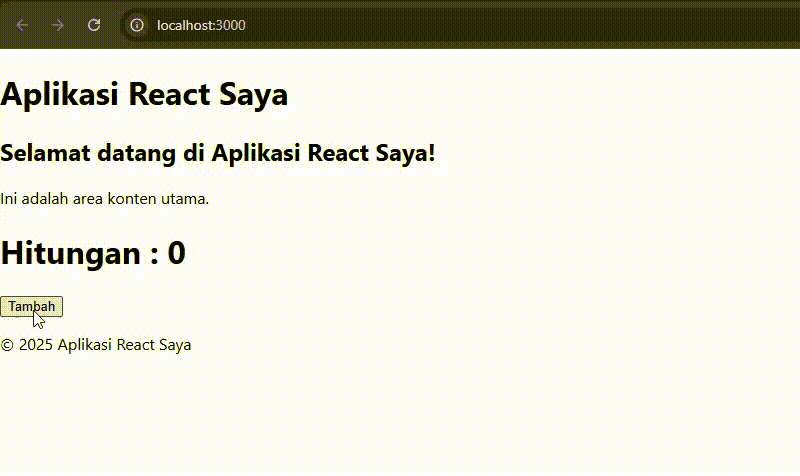 localhost:3000
Aplikasi React Saya
Selamat datang di Aplikasi React Saya!
Ini adalah area konten utama.
Hitungan : 0
Tambah
© 2025 Aplikasi React Saya